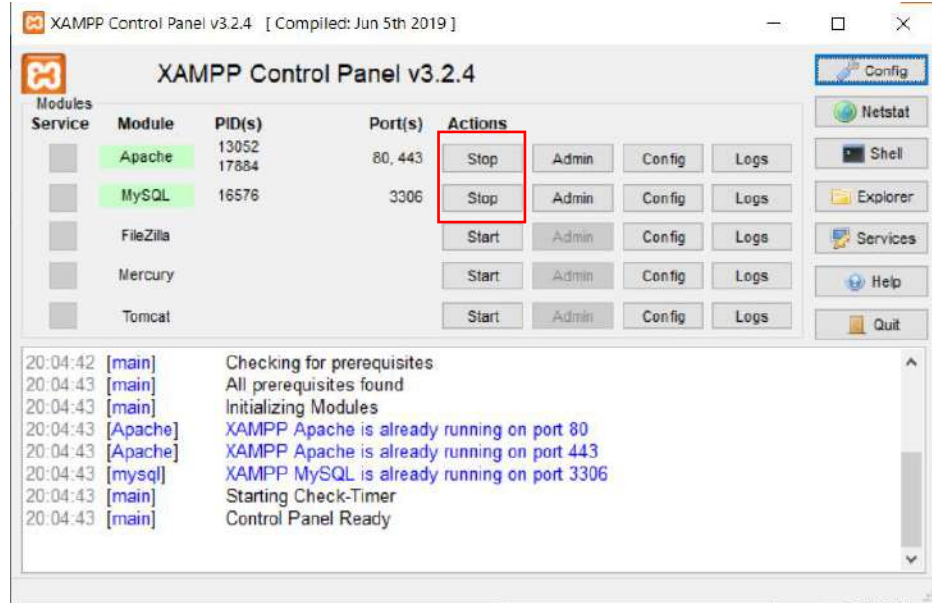 XAMPP Control Panel v3.2.4 [ Compiled: Jun 5th 2019 ]
XAMPP Control Panel v3.2.4
Config
Modules
Service Module PID(s) Port(s) Actions
Netstat
Apache 13052 17884 80, 443 Stop Admin Config Logs
Shell
MySQL 16576 3306 Stop Admin Config Logs
Explorer
FileZilla Start Admin Config Logs
Services
Mercury Start Admin Config Logs
Help
Tomcat Start Admin Config Logs
Quit
20:04:42 [main] Checking for prerequisites
20:04:43 [main] All prerequisites found
20:04:43 [main] Initializing Modules
20:04:43 [Apache] XAMPP Apache is already running on port 80
20:04:43 [Apache] XAMPP Apache is already running on port 443
20:04:43 [mysql] XAMPP MySQL is already running on port 3306
20:04:43 [main] Starting Check-Timer
20:04:43 [main] Control Panel Ready